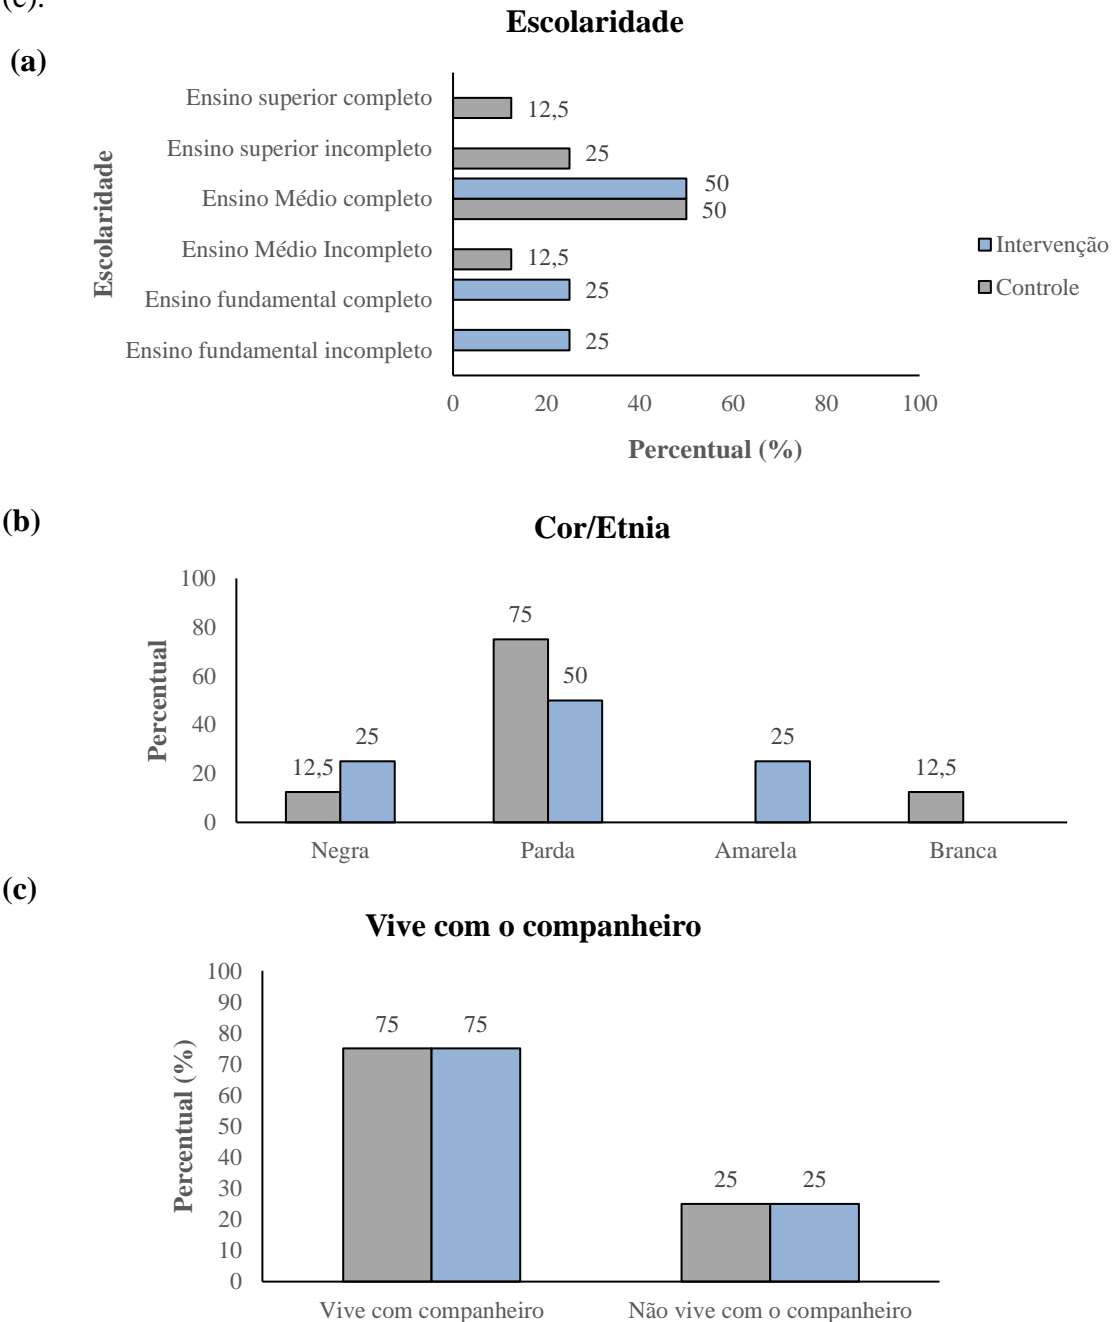 (c).
Escolaridade
(a)
Escolaridade
Ensino superior completo
12,5
Ensino superior incompleto
25
Ensino Médio completo
50
50
Ensino Médio Incompleto
12,5
Ensino fundamental completo
25
Ensino fundamental incompleto
25
Intervenção
Controle
0 20 40 60 80 100
Percentual (%)
(b)
Cor/Etnia
Percentual
100
80
60
40
20
0
12,5
25
75
50
25
12,5
Negra Parda Amarela Branca
(c)
Vive com o companheiro
Percentual (%)
100
90
80
70
60
50
40
30
20
10
0
75 75
25 25
Vive com companheiro Não vive com o companheiro